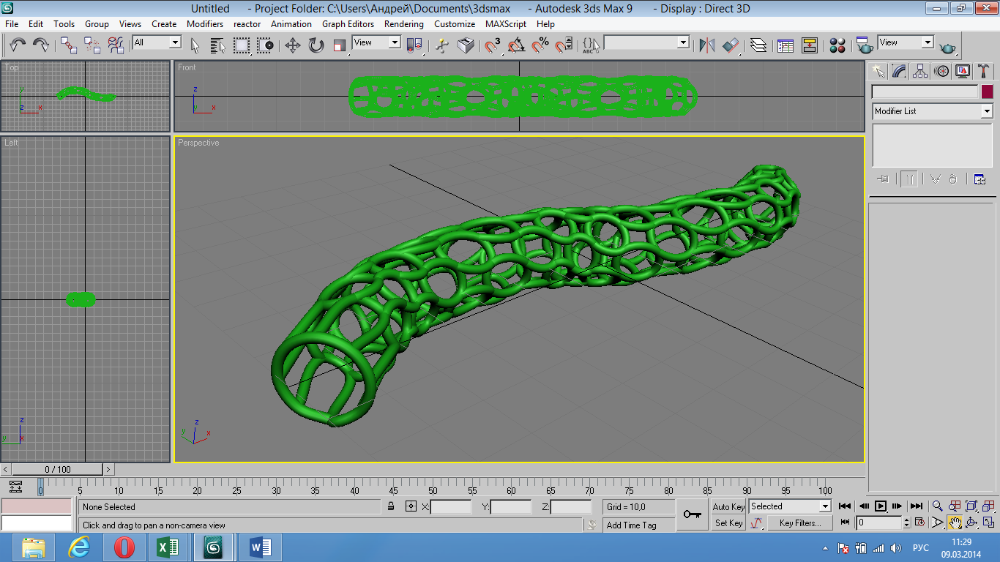 Untitled - Project Folder: C:\Users\Андрей\Documents\3dsmax - Autodesk 3ds Max 9 - Display : Direct 3D
File Edit Tools Group Views Create Modifiers reactor Animation Graph Editors Rendering Customize MAXScript Help
All View 3 % {} ABC View
Top
y
z x
Front
z
y x
Modifier List
Left
z
y x
Perspective
z
y x
< 0 / 100 >
0 5 10 15 20 25 30 35 40 45 50 55 60 65 70 75 80 85 90 95 100
None Selected X: Y: Z: Grid = 10,0 Auto Key Selected
Click and drag to pan a non-camera view Add Time Tag Set Key Key Filters... 0
РУС 11:29
09.03.2014